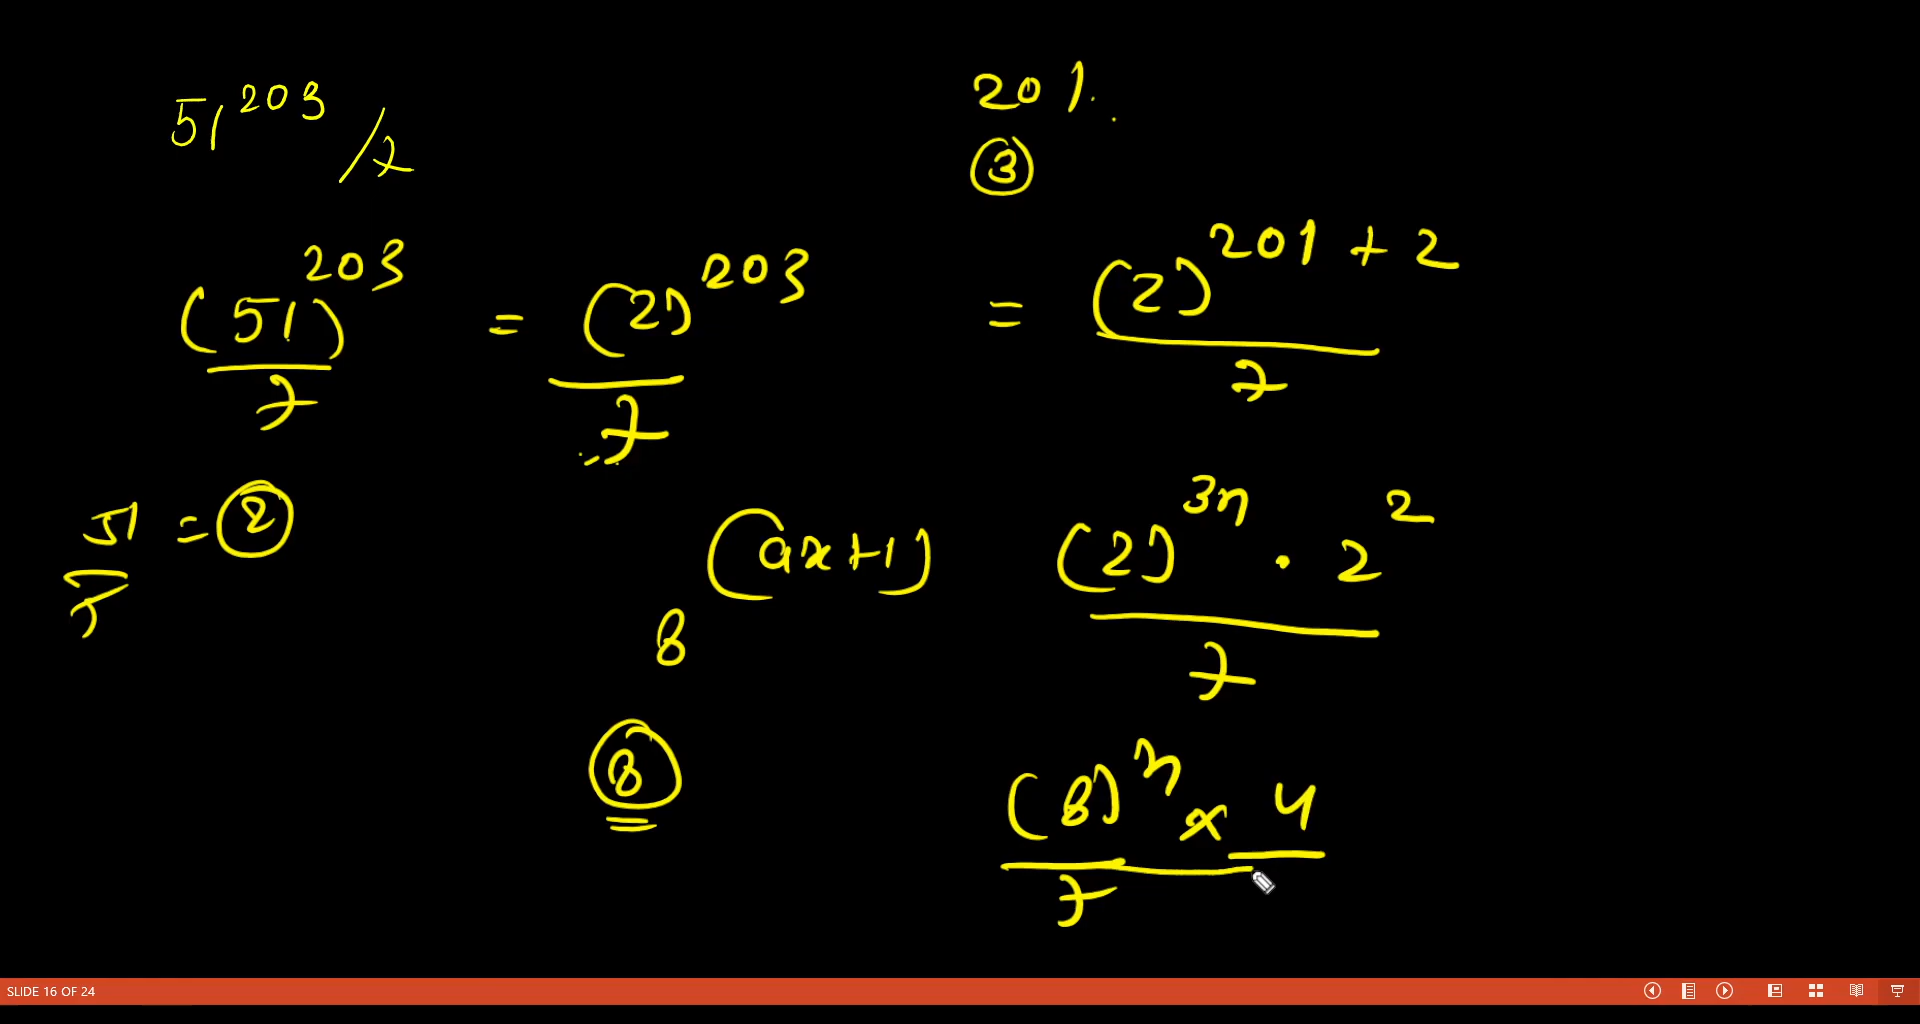 51^203 / 7
201.
③
(51)^203 / 7 = (2)^203 / 7 = (2)^(201 + 2) / 7
51 / 7 = ②
(ax+1)
8
(2)^3n . 2^2 / 7
⑧
(8)^n × 4 / 7
SLIDE 16 OF 24